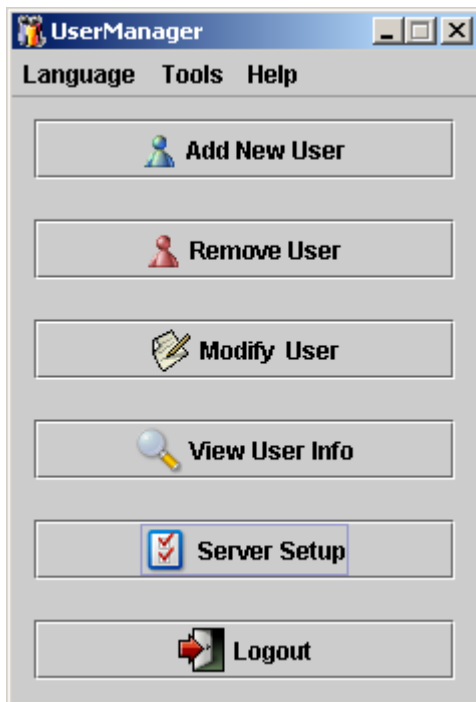 UserManager
Language Tools Help
Add New User
Remove User
Modify User
View User Info
Server Setup
Logout